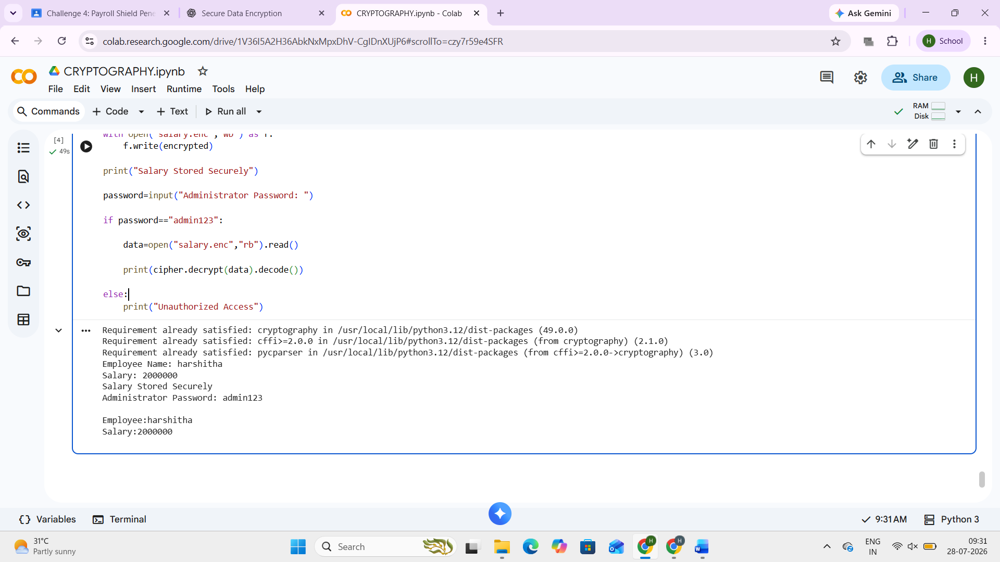 Challenge 4: Payroll Shield Pene
Secure Data Encryption
CRYPTOGRAPHY.ipynb - Colab
Ask Gemini
colab.research.google.com/drive/1V36I5A2H36AbkNxMpxDhV-CgIDnXUjP6#scrollTo=czy7r59e4SFR
H School
CRYPTOGRAPHY.ipynb
File Edit View Insert Runtime Tools Help
Share
H
Commands + Code + Text Run all
RAM
Disk
[4]
49s
with open("salary.enc","wb") as f:
f.write(encrypted)
print("Salary Stored Securely")
password=input("Administrator Password: ")
if password=="admin123":
data=open("salary.enc","rb").read()
print(cipher.decrypt(data).decode())
else:
print("Unauthorized Access")
Requirement already satisfied: cryptography in /usr/local/lib/python3.12/dist-packages (49.0.0)
Requirement already satisfied: cffi>=2.0.0 in /usr/local/lib/python3.12/dist-packages (from cryptography) (2.1.0)
Requirement already satisfied: pycparser in /usr/local/lib/python3.12/dist-packages (from cffi>=2.0.0->cryptography) (3.0)
Employee Name: harshitha
Salary: 2000000
Salary Stored Securely
Administrator Password: admin123
Employee:harshitha
Salary:2000000
{} Variables Terminal
9:31 AM Python 3
31°C
Partly sunny
Search
ENG
IN
09:31
28-07-2026